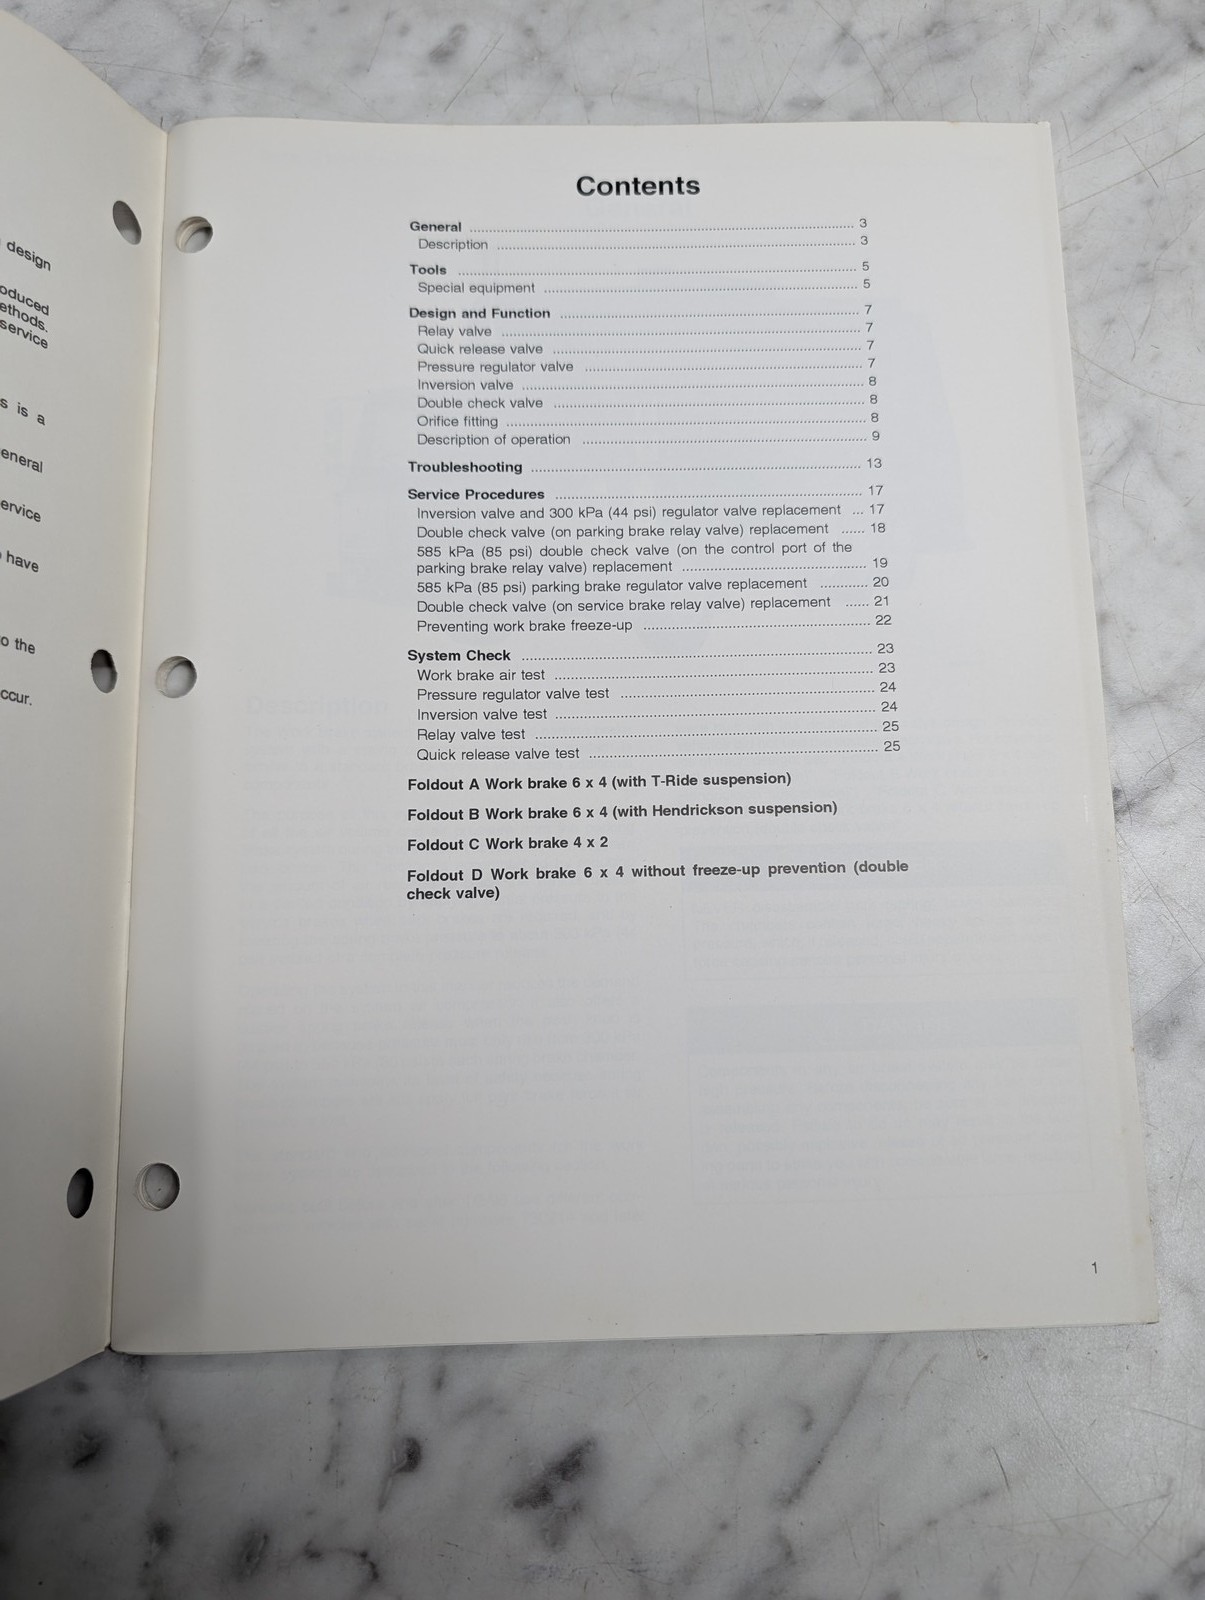 design
oduced
ethods.
service
s is a
eneral
ervice
have
o the
ccur.
Contents
General ........ 3
Description ........ 3
Tools ........ 5
Special equipment ........ 5
Design and Function ........ 7
Relay valve ........ 7
Quick release valve ........ 7
Pressure regulator valve ........ 7
Inversion valve ........ 8
Double check valve ........ 8
Orifice fitting ........ 8
Description of operation ........ 9
Troubleshooting ........ 13
Service Procedures ........ 17
Inversion valve and 300 kPa (44 psi) regulator valve replacement ... 17
Double check valve (on parking brake relay valve) replacement ...... 18
585 kPa (85 psi) double check valve (on the control port of the
parking brake relay valve) replacement ........ 19
585 kPa (85 psi) parking brake regulator valve replacement ........ 20
Double check valve (on service brake relay valve) replacement ...... 21
Preventing work brake freeze-up ........ 22
System Check ........ 23
Work brake air test ........ 23
Pressure regulator valve test ........ 24
Inversion valve test ........ 24
Relay valve test ........ 25
Quick release valve test ........ 25
Foldout A Work brake 6 x 4 (with T-Ride suspension)
Foldout B Work brake 6 x 4 (with Hendrickson suspension)
Foldout C Work brake 4 x 2
Foldout D Work brake 6 x 4 without freeze-up prevention (double
check valve)
1